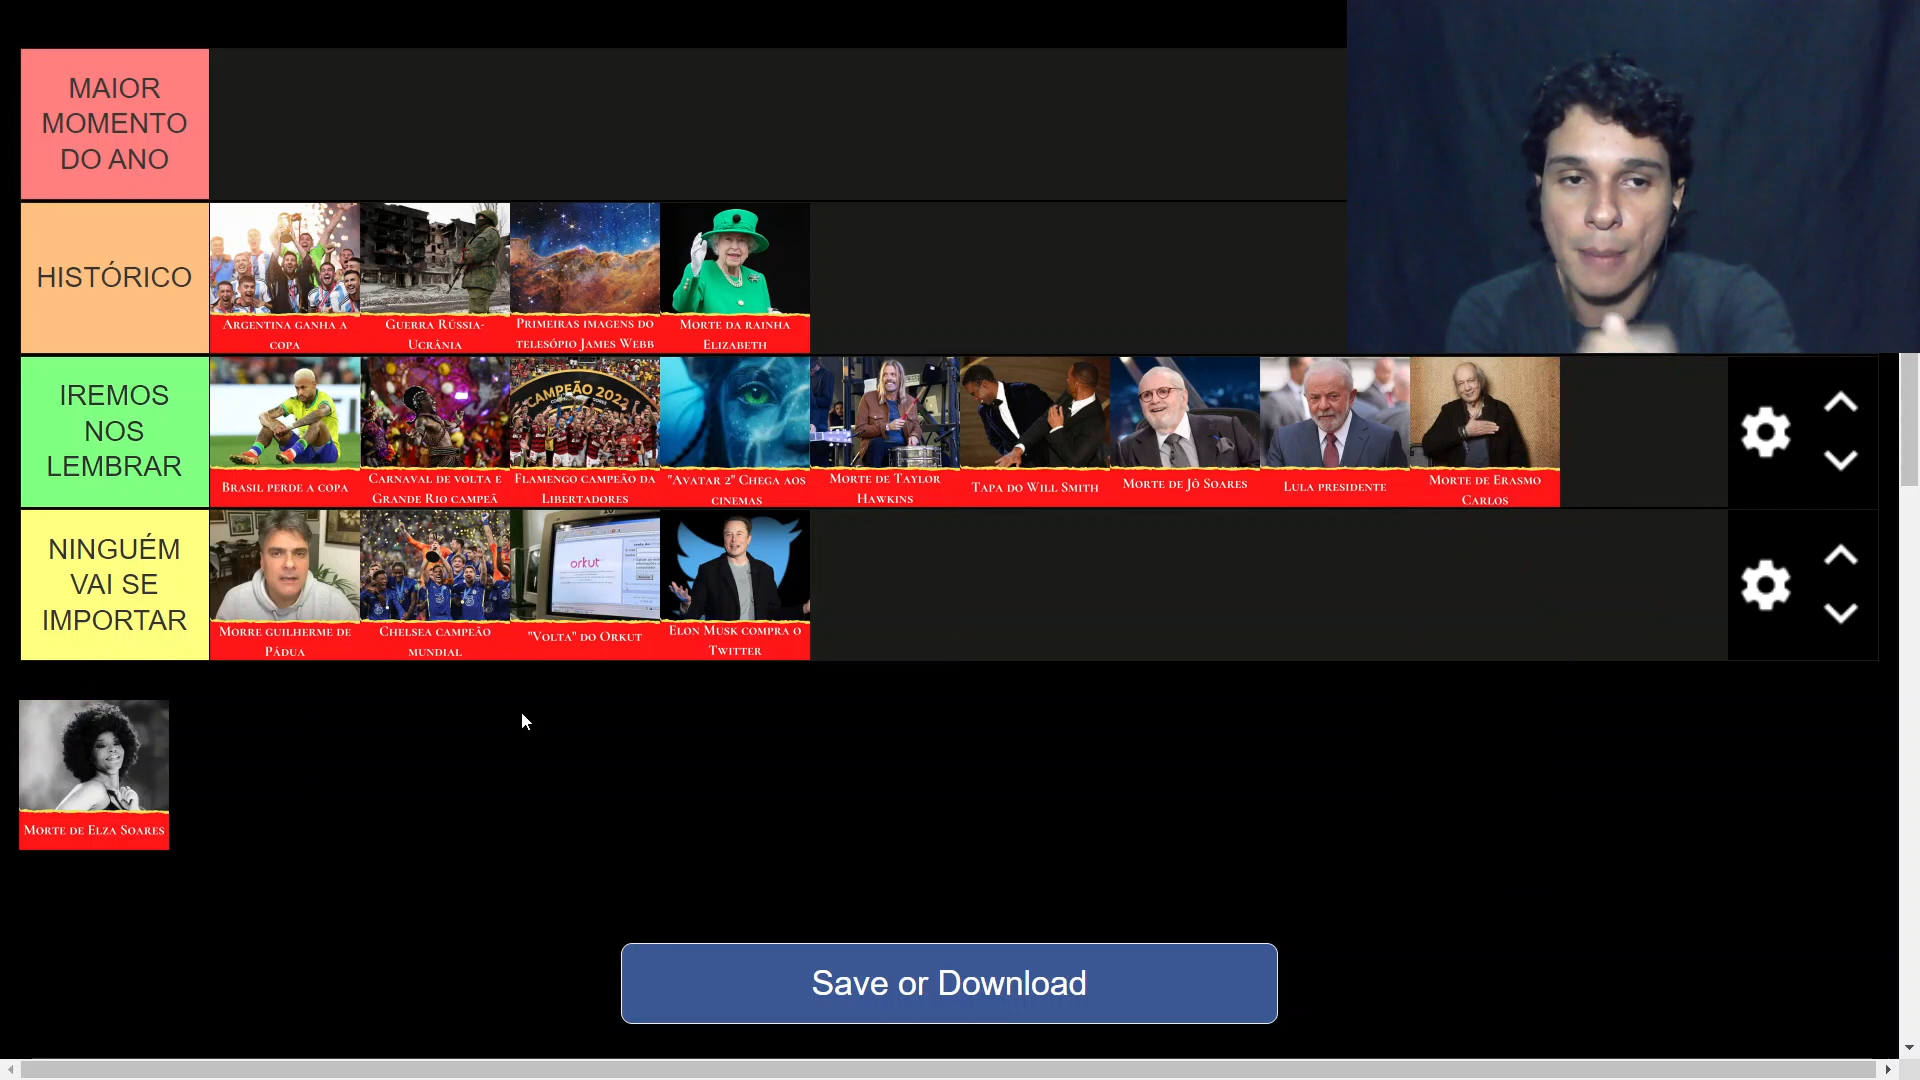 MAIOR
MOMENTO
DO ANO
HISTÓRICO
ARGENTINA GANHA A
COPA
GUERRA RÚSSIA-
UCRÂNIA
PRIMEIRAS IMAGENS DO
TELESÓPIO JAMES WEBB
MORTE DA RAINHA
ELIZABETH
IREMOS
NOS
LEMBRAR
BRASIL PERDE A COPA
CARNAVAL DE VOLTA E
GRANDE RIO CAMPEÃ
CAMPEÃO 2022
FLAMENGO CAMPEÃO DA
LIBERTADORES
"AVATAR 2" CHEGA AOS
CINEMAS
MORTE DE TAYLOR
HAWKINS
TAPA DO WILL SMITH
MORTE DE JÔ SOARES
LULA PRESIDENTE
MORTE DE ERASMO
CARLOS
NINGUÉM
VAI SE
IMPORTAR
MORRE GUILHERME DE
PÁDUA
CHELSEA CAMPEÃO
MUNDIAL
orkut
"VOLTA" DO ORKUT
ELON MUSK COMPRA O
TWITTER
MORTE DE ELZA SOARES
Save or Download